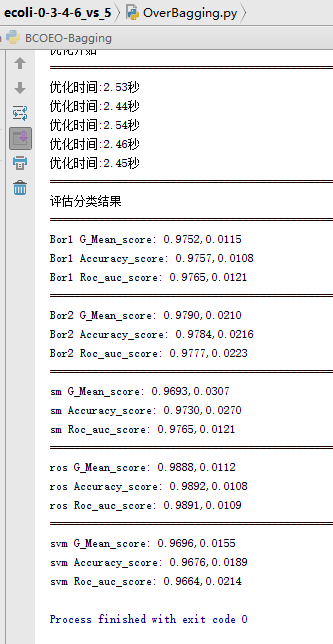 ecoli-0-3-4-6_vs_5 OverBagging.py
BCOEO-Bagging
优化开始
优化时间:2.53秒
优化时间:2.44秒
优化时间:2.54秒
优化时间:2.46秒
优化时间:2.45秒
评估分类结果
Bor1 G_Mean_score: 0.9752,0.0115
Bor1 Accuracy_score: 0.9757,0.0108
Bor1 Roc_auc_score: 0.9765,0.0121
Bor2 G_Mean_score: 0.9790,0.0210
Bor2 Accuracy_score: 0.9784,0.0216
Bor2 Roc_auc_score: 0.9777,0.0223
sm G_Mean_score: 0.9693,0.0307
sm Accuracy_score: 0.9730,0.0270
sm Roc_auc_score: 0.9765,0.0121
ros G_Mean_score: 0.9888,0.0112
ros Accuracy_score: 0.9892,0.0108
ros Roc_auc_score: 0.9891,0.0109
svm G_Mean_score: 0.9696,0.0155
svm Accuracy_score: 0.9676,0.0189
svm Roc_auc_score: 0.9664,0.0214
Process finished with exit code 0